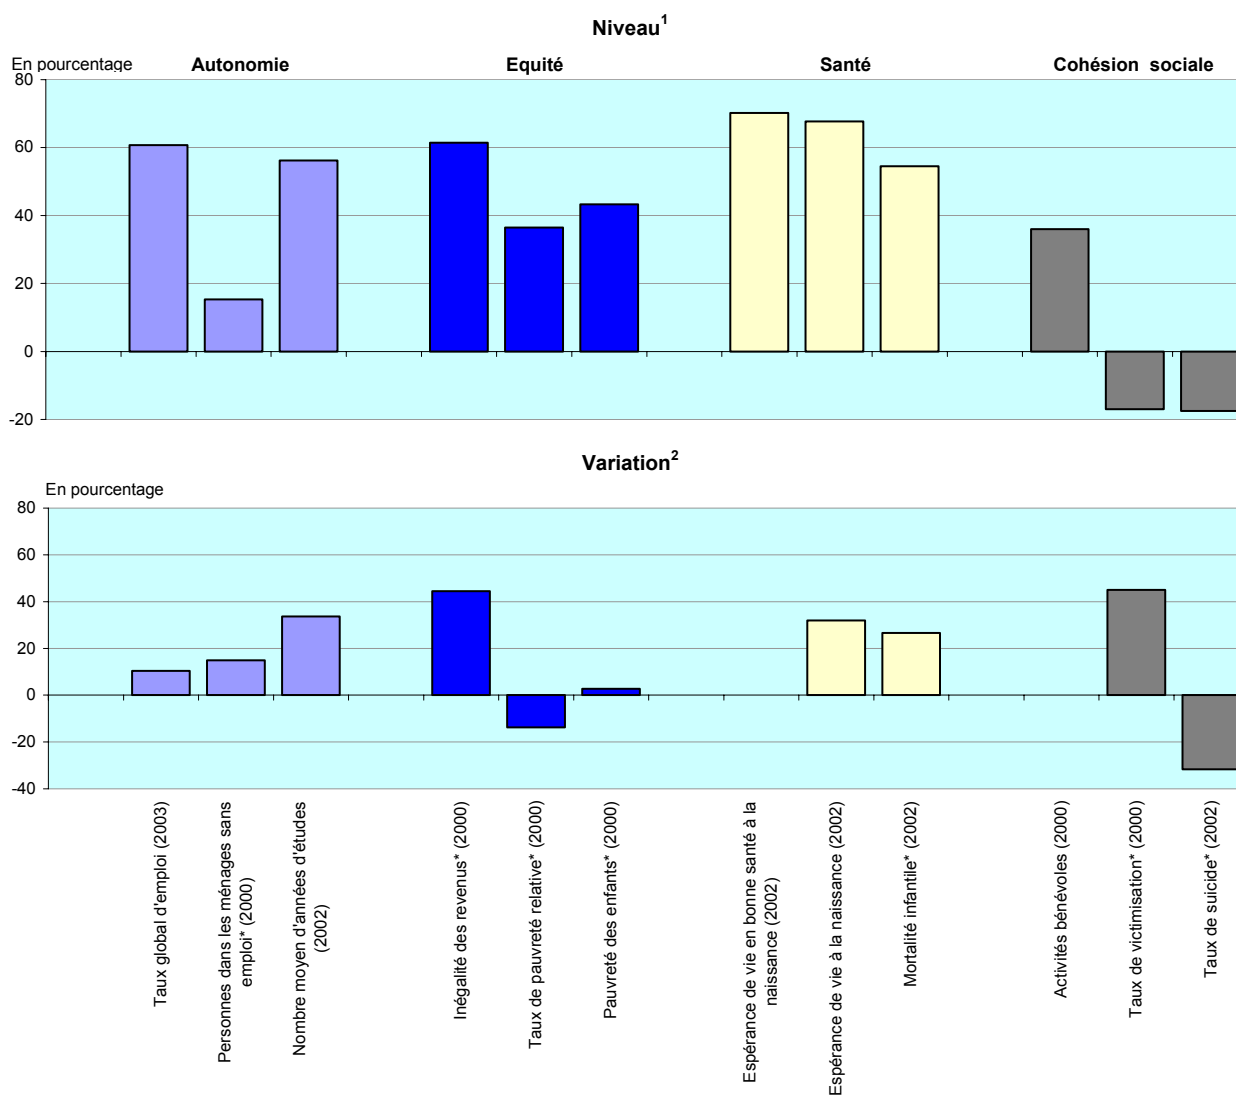 Niveau1
En pourcentage
Autonomie Equité Santé Cohésion sociale
80
60
40
20
0
-20
Variation2
En pourcentage
80
60
40
20
0
-20
-40
Taux global d'emploi (2003)
Personnes dans les ménages sans
emploi* (2000)
Nombre moyen d'années d'études
(2002)
Inégalité des revenus* (2000)
Taux de pauvreté relative* (2000)
Pauvreté des enfants* (2000)
Espérance de vie en bonne santé à la
naissance (2002)
Espérance de vie à la naissance (2002)
Mortalité infantile* (2002)
Activités bénévoles (2000)
Taux de victimisation* (2000)
Taux de suicide* (2002)